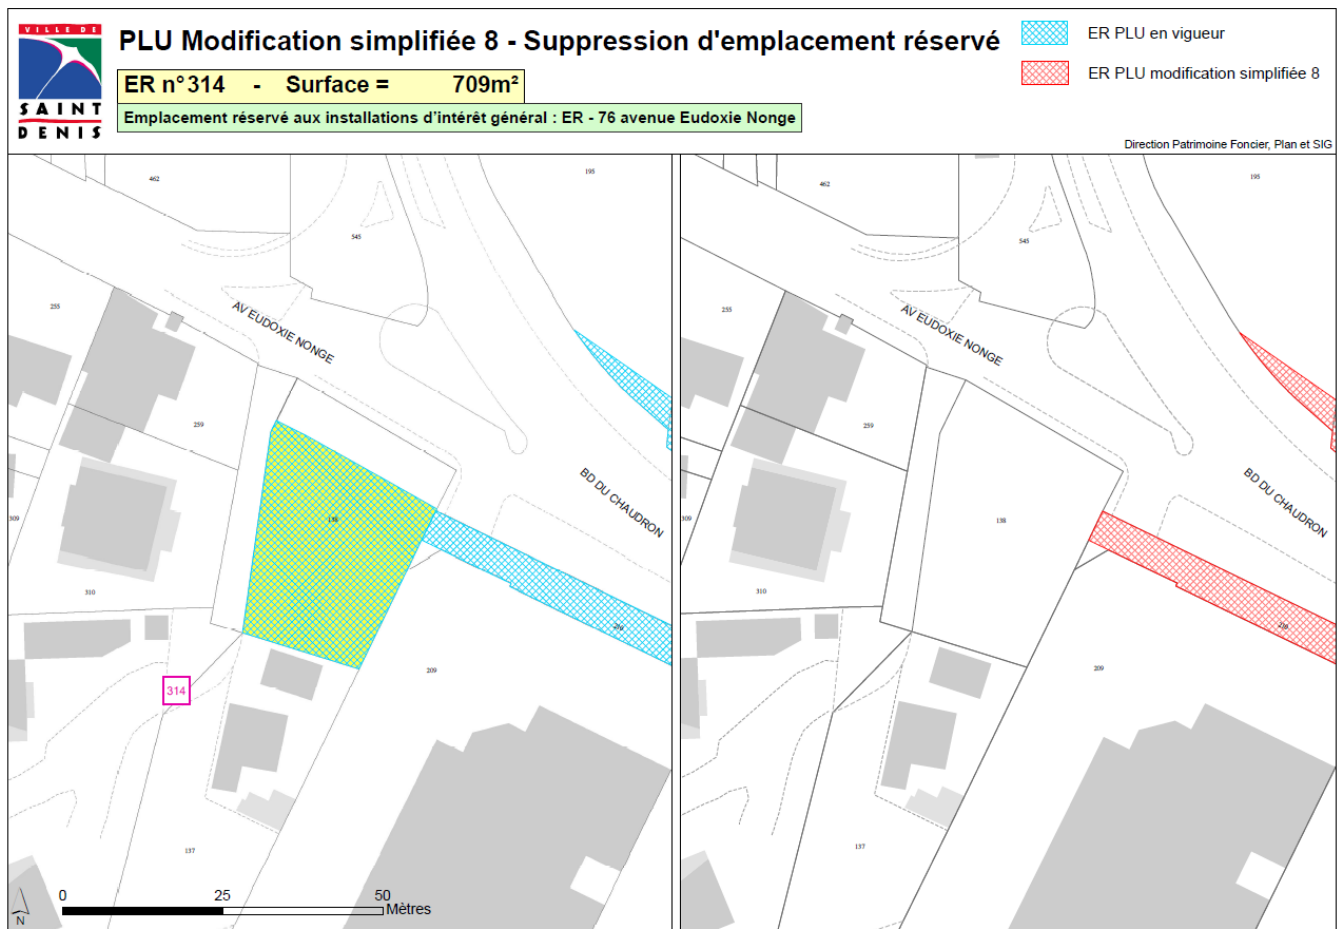 VILLE DE
SAINT
DENIS
PLU Modification simplifiée 8 - Suppression d'emplacement réservé
ER n°314 - Surface = 709m²
Emplacement réservé aux installations d'intérêt général : ER - 76 avenue Eudoxie Nonge
ER PLU en vigueur
ER PLU modification simplifiée 8
Direction Patrimoine Foncier, Plan et SIG
462
195
545
255
AV EUDOXIE NONGE
259
BD DU CHAUDRON
309
138
310
219
209
314
137
0 25 50
Mètres
N
462
195
545
255
AV EUDOXIE NONGE
259
BD DU CHAUDRON
309
138
310
219
209
137